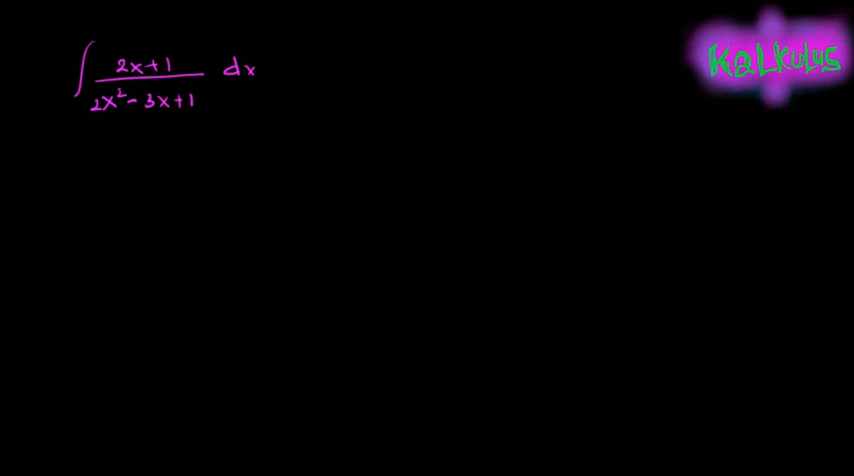 ∫ (2x+1)/(2x² - 3x+1) dx
Kalkulus